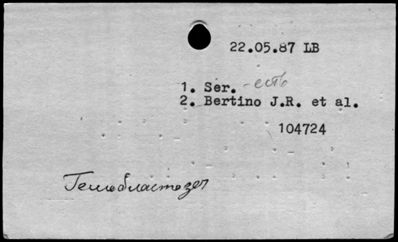 22.05.87 LB
1. Ser. - есть
2. Bertino J.R. et al.
104724
Гемобластозы